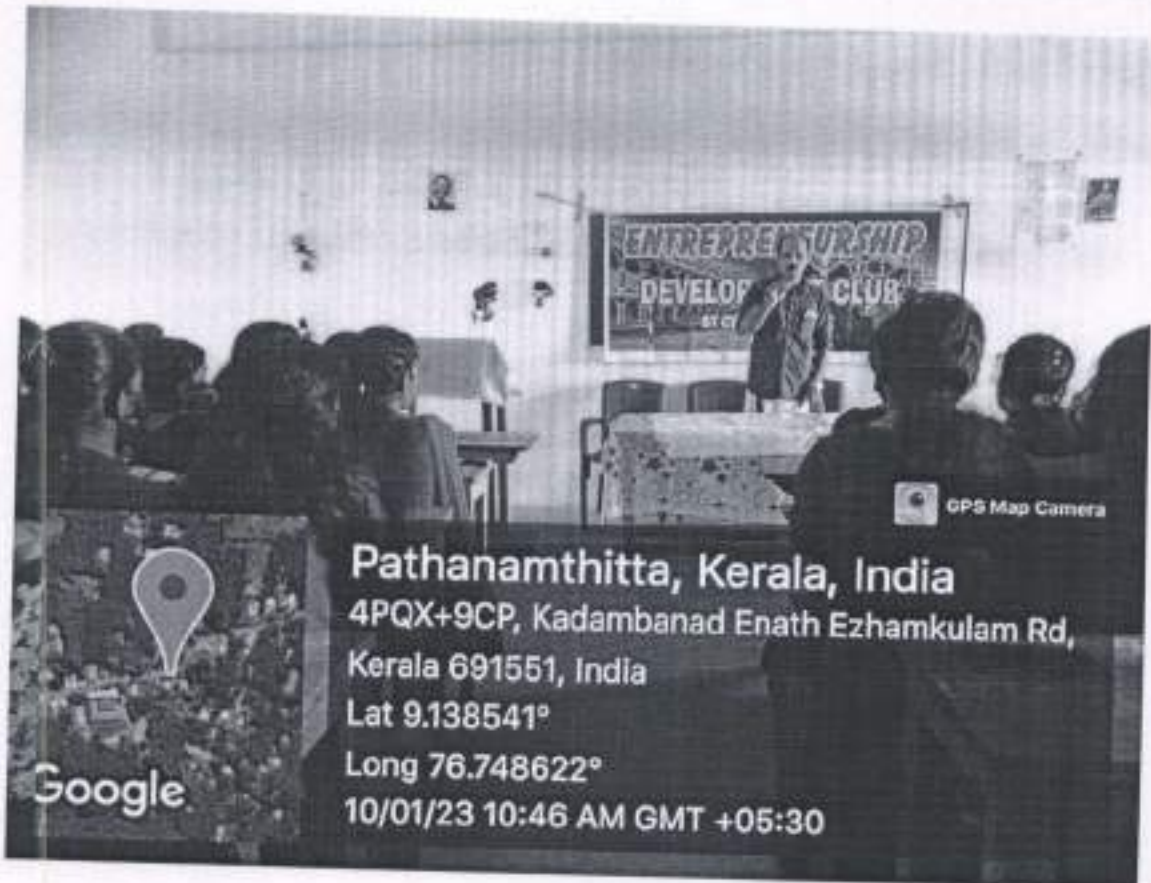 ENTREPRENEURSHIP
CLUB
GPS Map Camera
Pathanamthitta, Kerala, India
4PQX+9CP, Kadambanad Enath Ezhamkulam Rd,
Kerala 691551, India
Lat 9.138541°
Long 76.748622°
10/01/23 10:46 AM GMT +05:30
Google